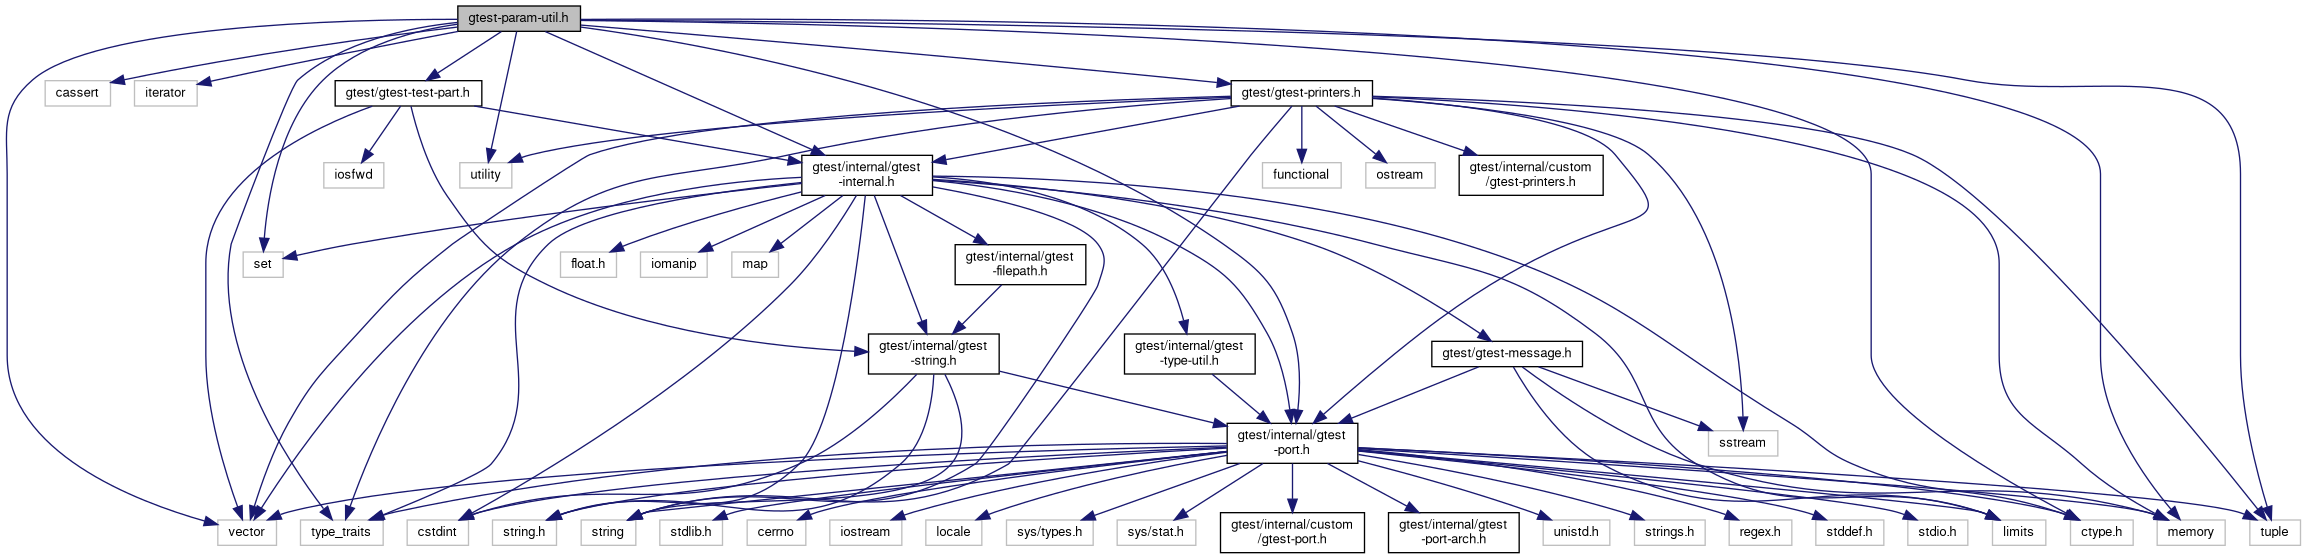 gtest-param-util.h
cassert
iterator
gtest/gtest-test-part.h
gtest/gtest-printers.h
iosfwd
utility
gtest/internal/gtest
-internal.h
functional
ostream
gtest/internal/custom
/gtest-printers.h
set
float.h
iomanip
map
gtest/internal/gtest
-filepath.h
gtest/internal/gtest
-string.h
gtest/internal/gtest
-type-util.h
gtest/gtest-message.h
gtest/internal/gtest
-port.h
sstream
vector
type_traits
cstdint
string.h
string
stdlib.h
cerrno
iostream
locale
sys/types.h
sys/stat.h
gtest/internal/custom
/gtest-port.h
gtest/internal/gtest
-port-arch.h
unistd.h
strings.h
regex.h
stddef.h
stdio.h
limits
ctype.h
memory
tuple